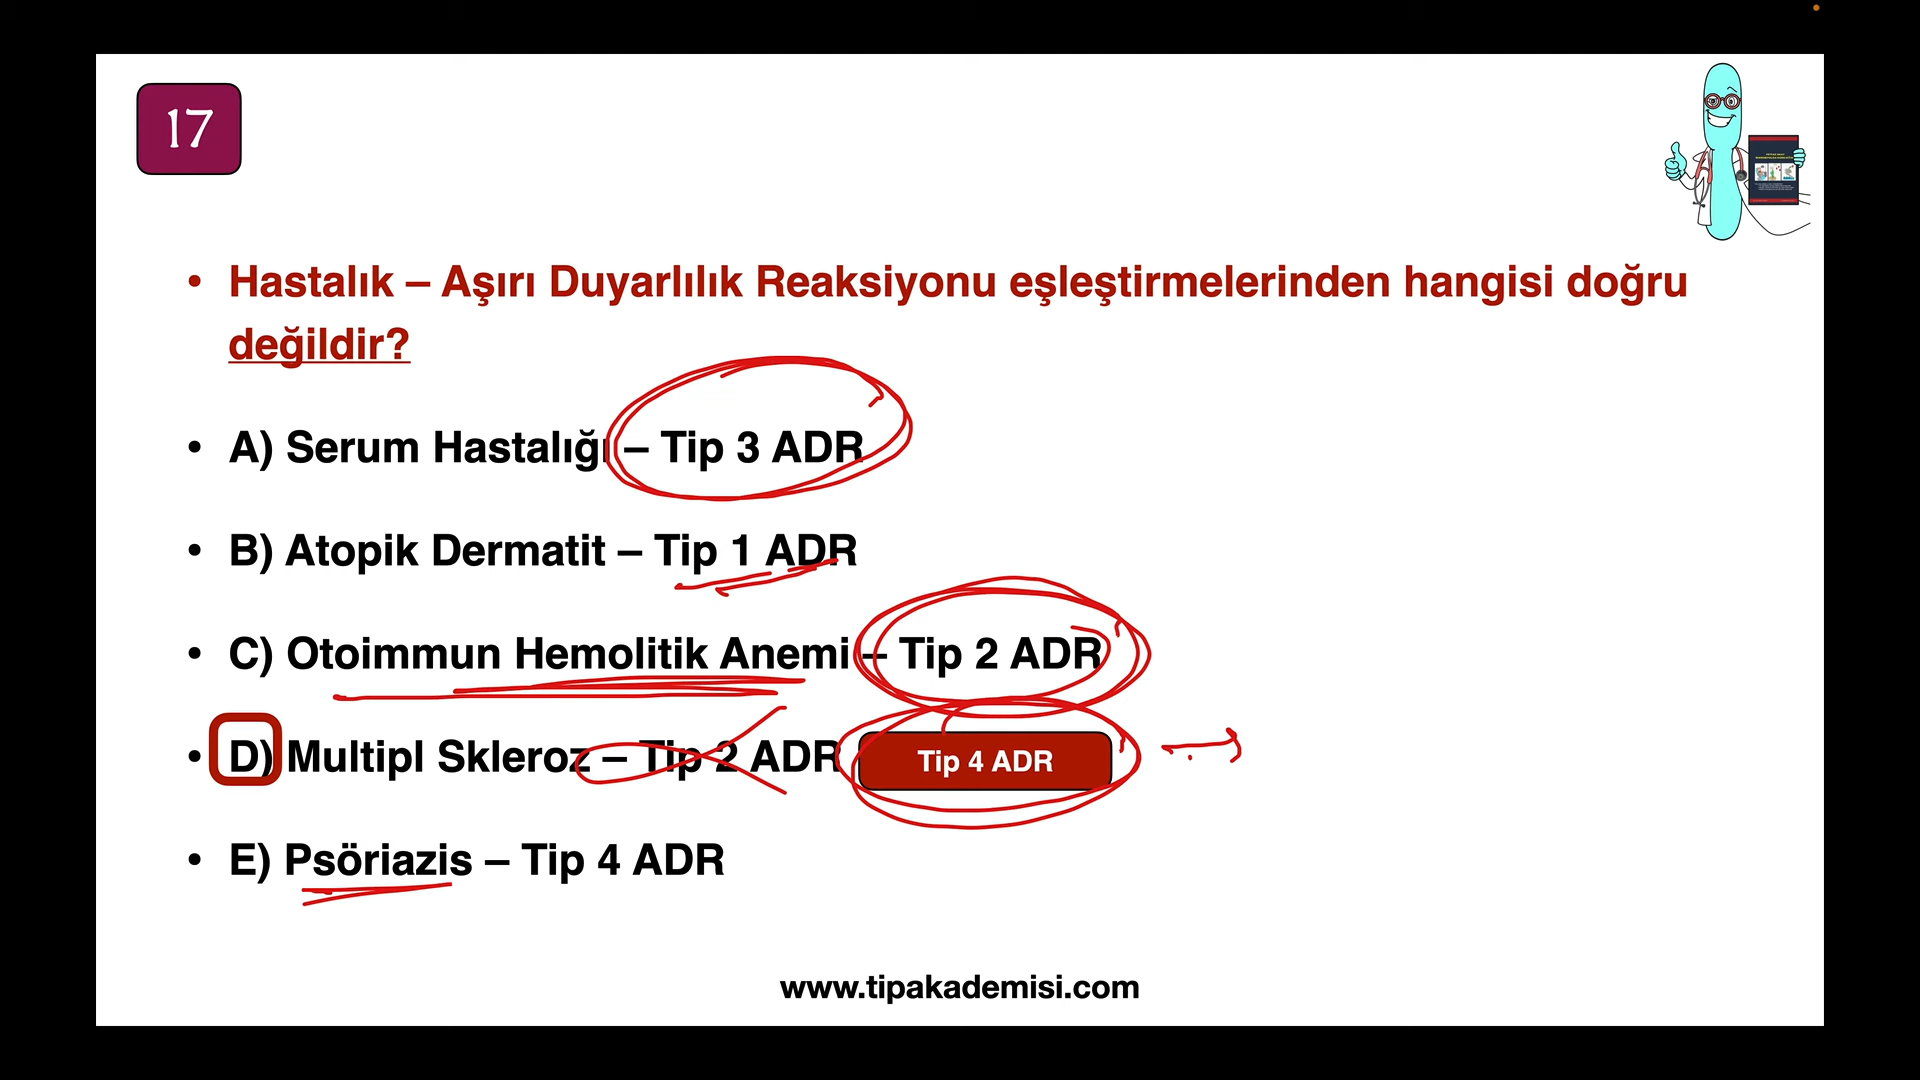 17
• Hastalık – Aşırı Duyarlılık Reaksiyonu eşleştirmelerinden hangisi doğru
değildir?
• A) Serum Hastalığı – Tip 3 ADR
• B) Atopik Dermatit – Tip 1 ADR
• C) Otoimmun Hemolitik Anemi – Tip 2 ADR
• D) Multipl Skleroz – Tip 2 ADR Tip 4 ADR
• E) Psöriazis – Tip 4 ADR
www.tipakademisi.com